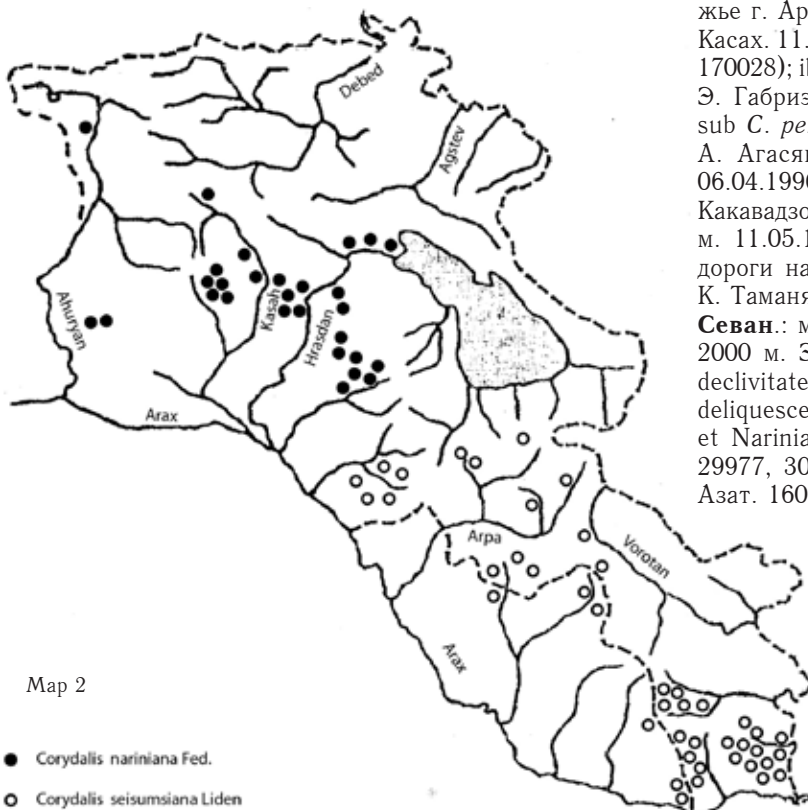 жье г. Ар
Касах. 11.
170028); ib
Э. Габриэ
sub C. pe
А. Агасян
06.04.1996
Какавадзо
м. 11.05.1
дороги на
К. Таманя
Севан.: м
2000 м. Э
declivitate
deliquesce
et Narinia
29977, 30
Азат. 160
Debed
Agstev
Ahuryan
Kasah
Hrasdan
Arax
Arpa
Vorotan
Arax
Map 2
Corydalis nariniana Fed.
Corydalis seisumsiana Liden